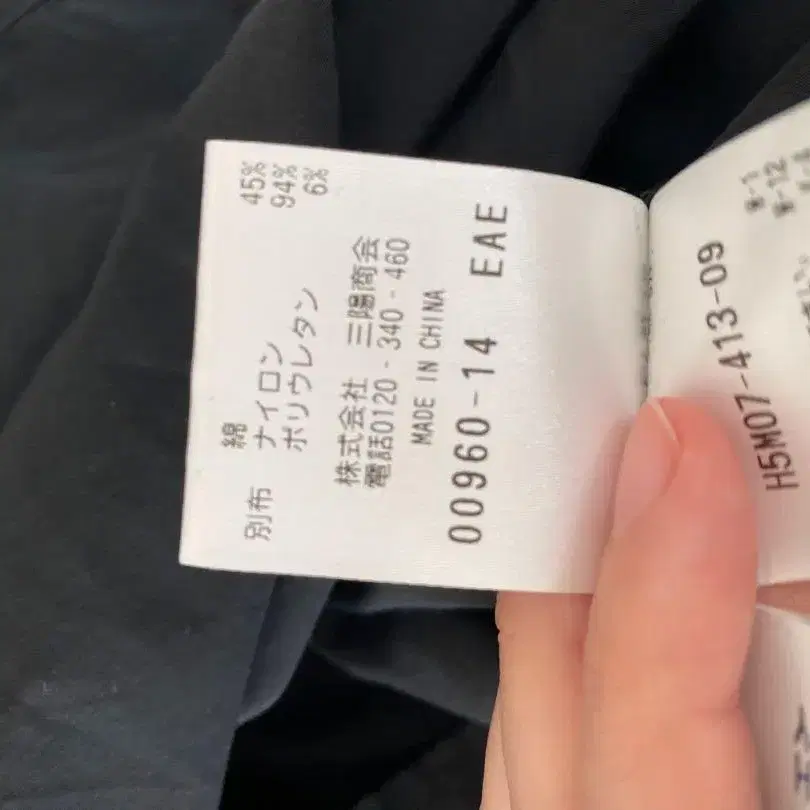 綿 45%
別布 ナイロン 94%
ポリウレタン 6%
株式会社 三陽商会
電話0120-340-460
MADE IN CHINA
00960-14 EAE
H5M07-413-09